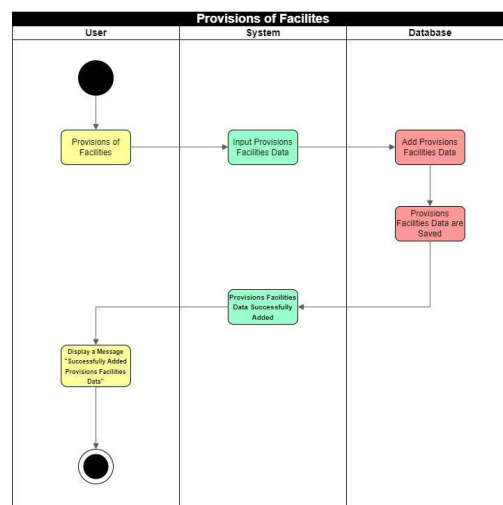 Provisions of Facilites
User
System
Database
Provisions of
Facilities
Input Provisions
Facilities Data
Add Provisions
Facilities Data
Provisions
Facilities Data are
Saved
Provisions Facilities
Data Successfully
Added
Display a Message
"Successfully Added
Provisions Facilities
Data"